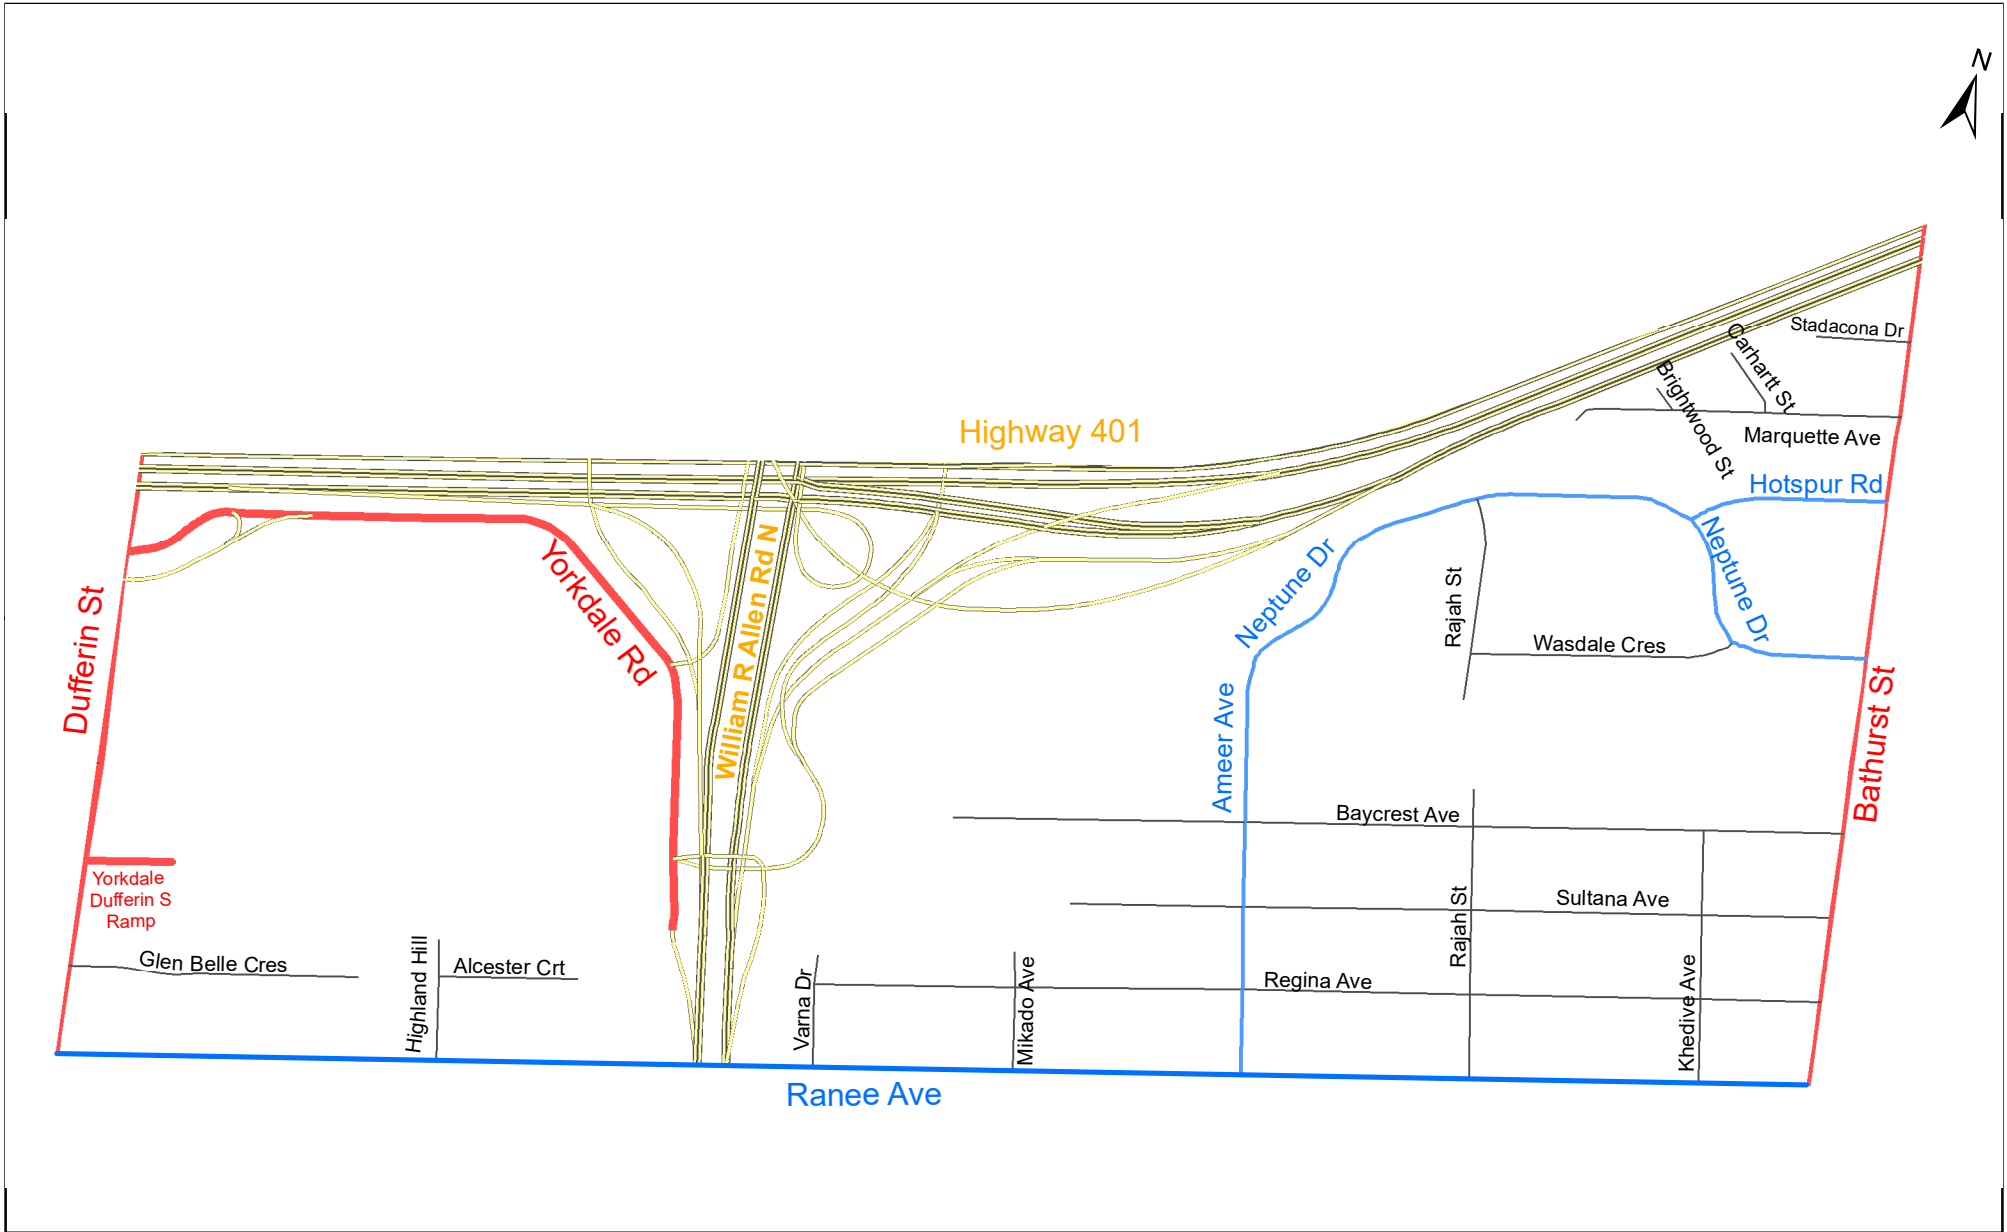 N
Stadacona Dr
Carhartt St
Brightwood St
Highway 401
Marquette Ave
Hotspur Rd
Neptune Dr
Neptune Dr
Yorkdale Rd
William R Allen Rd N
Rajah St
Wasdale Cres
Dufferin St
Ameer Ave
Bathurst St
Baycrest Ave
Yorkdale
Dufferin S
Ramp
Sultana Ave
Rajah St
Glen Belle Cres
Highland Hill
Alcester Crt
Varna Dr
Mikado Ave
Regina Ave
Khedive Ave
Ranee Ave